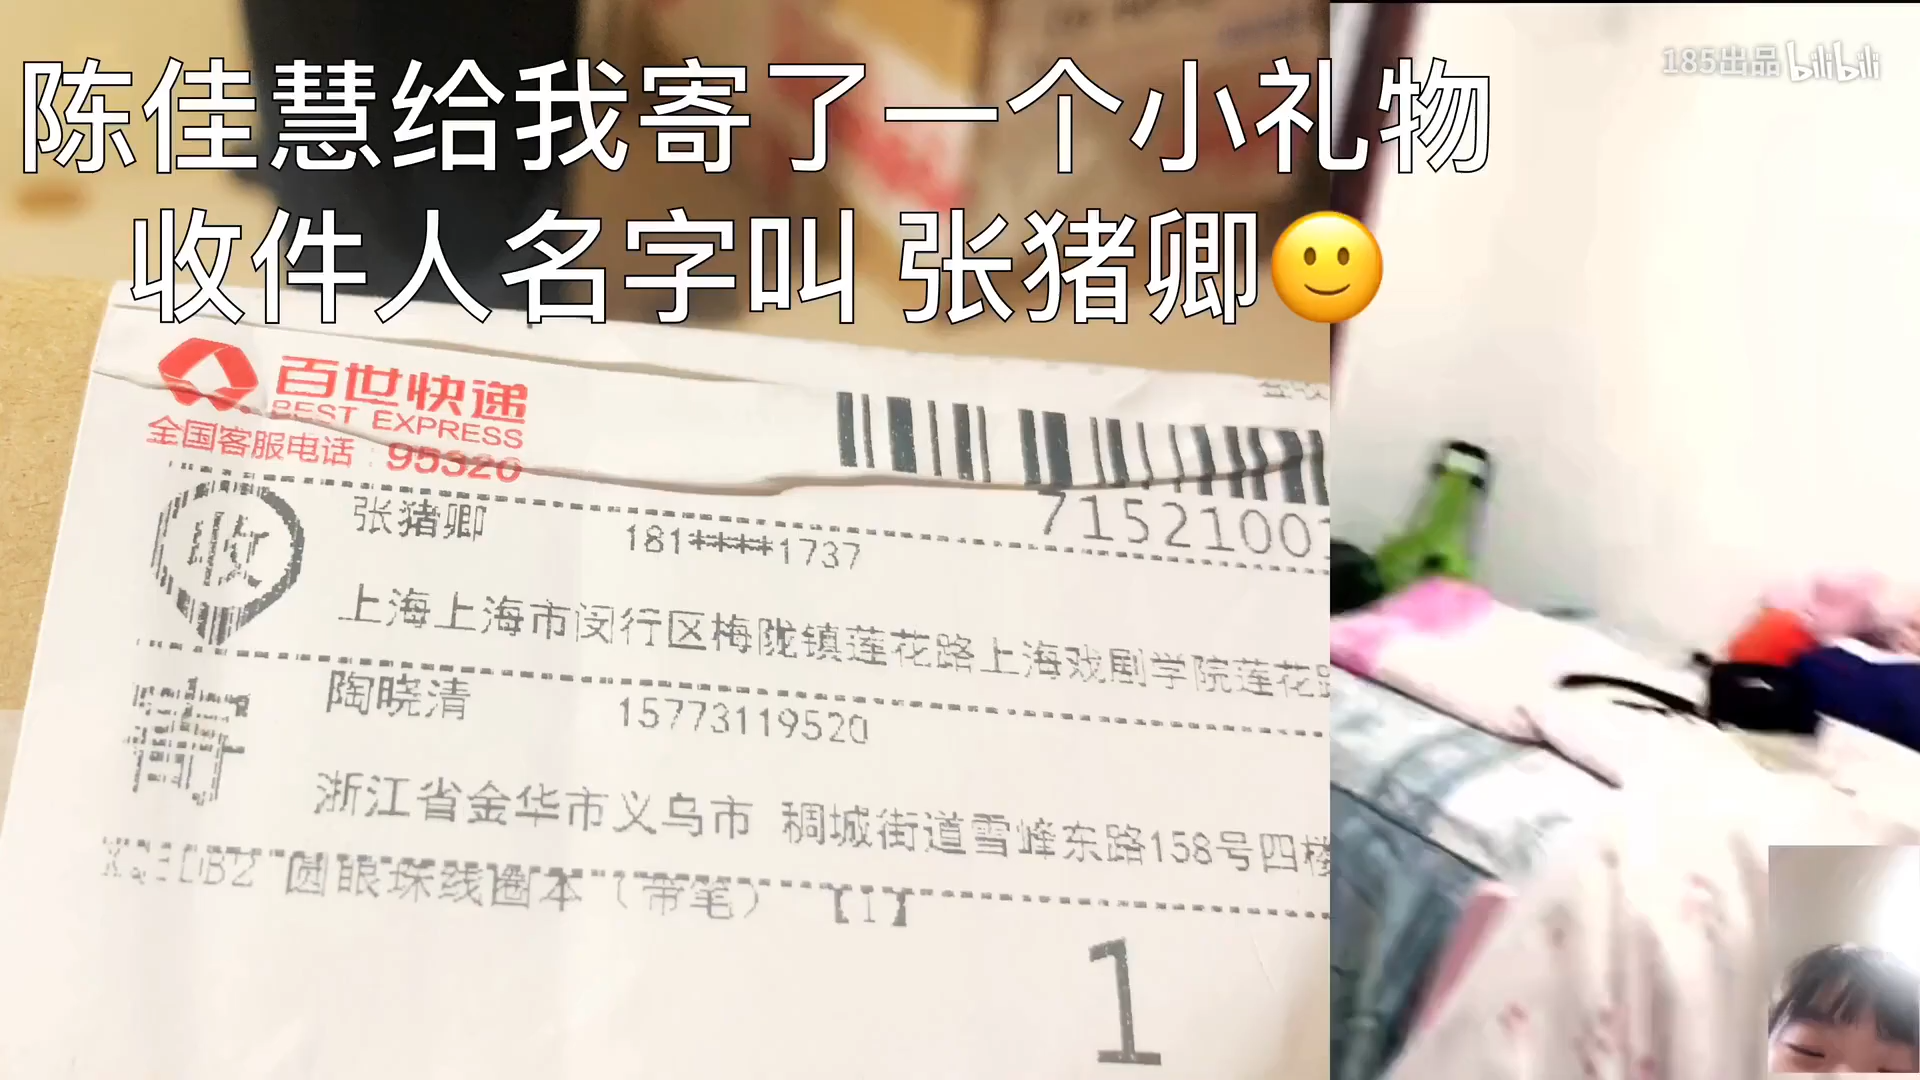 陈佳慧给我寄了一个小礼物
收件人名字叫 张猪卿🙂
185出品 bilibili
百世快递
BEST EXPRESS
全国客服电话：95320
71521001
收
张猪卿 181****1737
上海上海市闵行区梅陇镇莲花路上海戏剧学院莲花路
寄
陶晓清 15773119520
浙江省金华市义乌市 稠城街道雪峰东路158号四楼
圆眼珠线圈本（带笔） 【1】
1